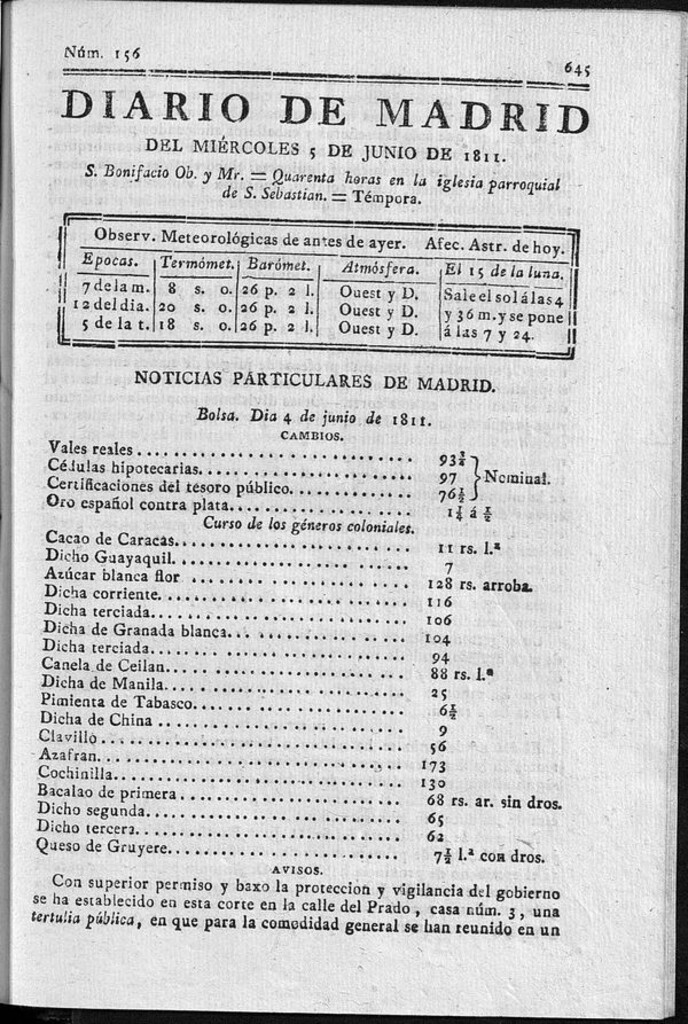 Núm. 156
645
DIARIO DE MADRID
DEL MIÉRCOLES 5 DE JUNIO DE 1811.
S. Bonifacio Ob. y Mr. = Quarenta horas en la iglesia parroquial
de S. Sebastian. = Témpora.
Observ. Meteorológicas de antes de ayer. Afec. Astr. de hoy.
Epocas. Termómet. Barómet. Atmósfera. El 15 de la luna.
7 de la m. 8 s. o. 26 p. 2 l. Ouest y D. Sale el sol á las 4
12 del dia. 20 s. o. 26 p. 2 l. Ouest y D. y 36 m. y se pone
5 de la t. 18 s. o. 26 p. 2 l. Ouest y D. á las 7 y 24.
NOTICIAS PARTICULARES DE MADRID.
Bolsa. Dia 4 de junio de 1811.
CAMBIOS.
Vales reales 93¾
Células hipotecarias 97 Nominal.
Certificaciones del tesoro público 76½
Oro español contra plata 1¼ á ½
Curso de los géneros coloniales.
Cacao de Caracas 11 rs. l.ª
Dicho Guayaquil 7
Azúcar blanca flor 128 rs. arroba.
Dicha corriente 116
Dicha terciada 106
Dicha de Granada blanca 104
Dicha terciada 94
Canela de Ceilan 88 rs. l.ª
Dicha de Manila 25
Pimienta de Tabasco 6½
Dicha de China 9
Clavillo 56
Azafran 173
Cochinilla 130
Bacalao de primera 68 rs. ar. sin dros.
Dicho segunda 65
Dicho tercera 62
Queso de Gruyere 7½ l.ª con dros.
AVISOS.
Con superior permiso y baxo la proteccion y vigilancia del gobierno
se ha establecido en esta corte en la calle del Prado, casa núm. 3, una
tertulia pública, en que para la comodidad general se han reunido en un